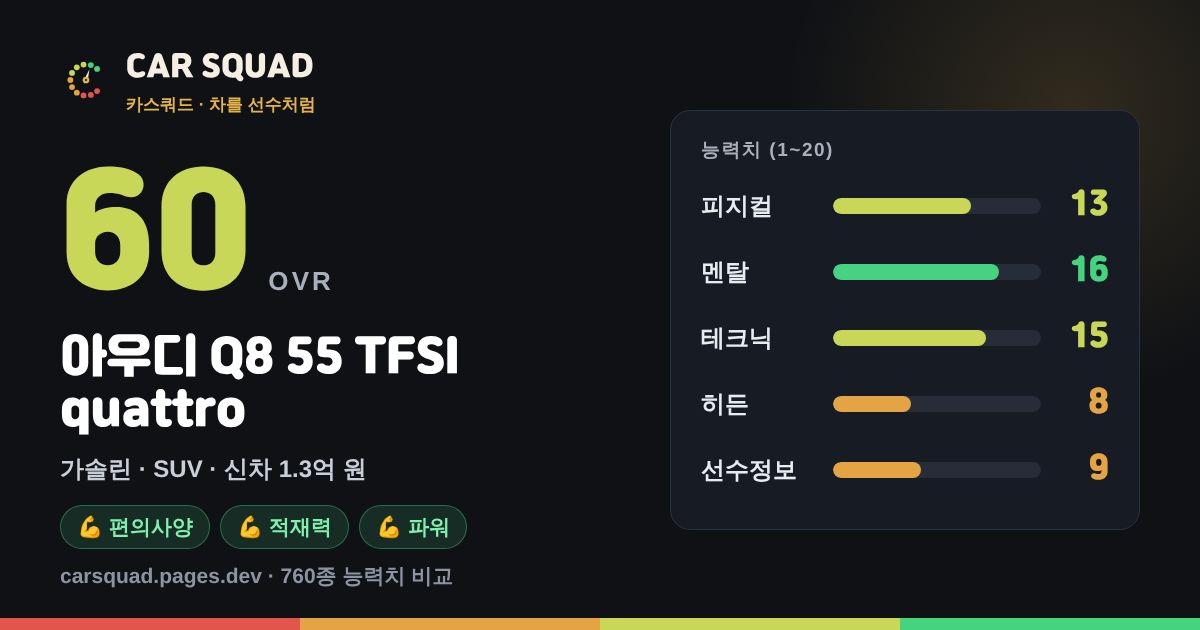 CAR SQUAD
카스쿼드 · 차를 선수처럼
60 OVR
아우디 Q8 55 TFSI
quattro
가솔린 · SUV · 신차 1.3억 원
💪 편의사양 💪 적재력 💪 파워
carsquad.pages.dev · 760종 능력치 비교
능력치 (1~20)
피지컬 13
멘탈 16
테크닉 15
히든 8
선수정보 9